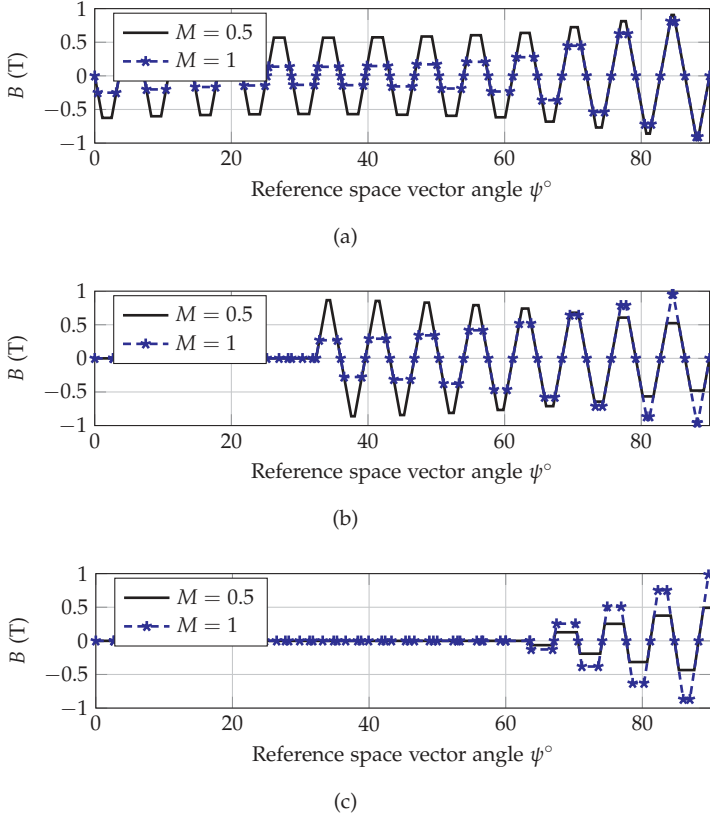 1
0.5
0
−0.5
−1
B (T)
M = 0.5
M = 1
0 20 40 60 80
Reference space vector angle ψ°
(a)
1
0.5
0
−0.5
−1
B (T)
M = 0.5
M = 1
0 20 40 60 80
Reference space vector angle ψ°
(b)
1
0.5
0
−0.5
−1
B (T)
M = 0.5
M = 1
0 20 40 60 80
Reference space vector angle ψ°
(c)